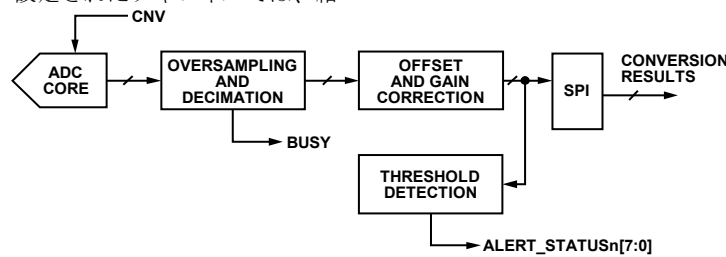 CNV
ADC
CORE
OVERSAMPLING
AND
DECIMATION
BUSY
OFFSET
AND GAIN
CORRECTION
SPI
CONVERSION
RESULTS
THRESHOLD
DETECTION
ALERT_STATUSn[7:0]